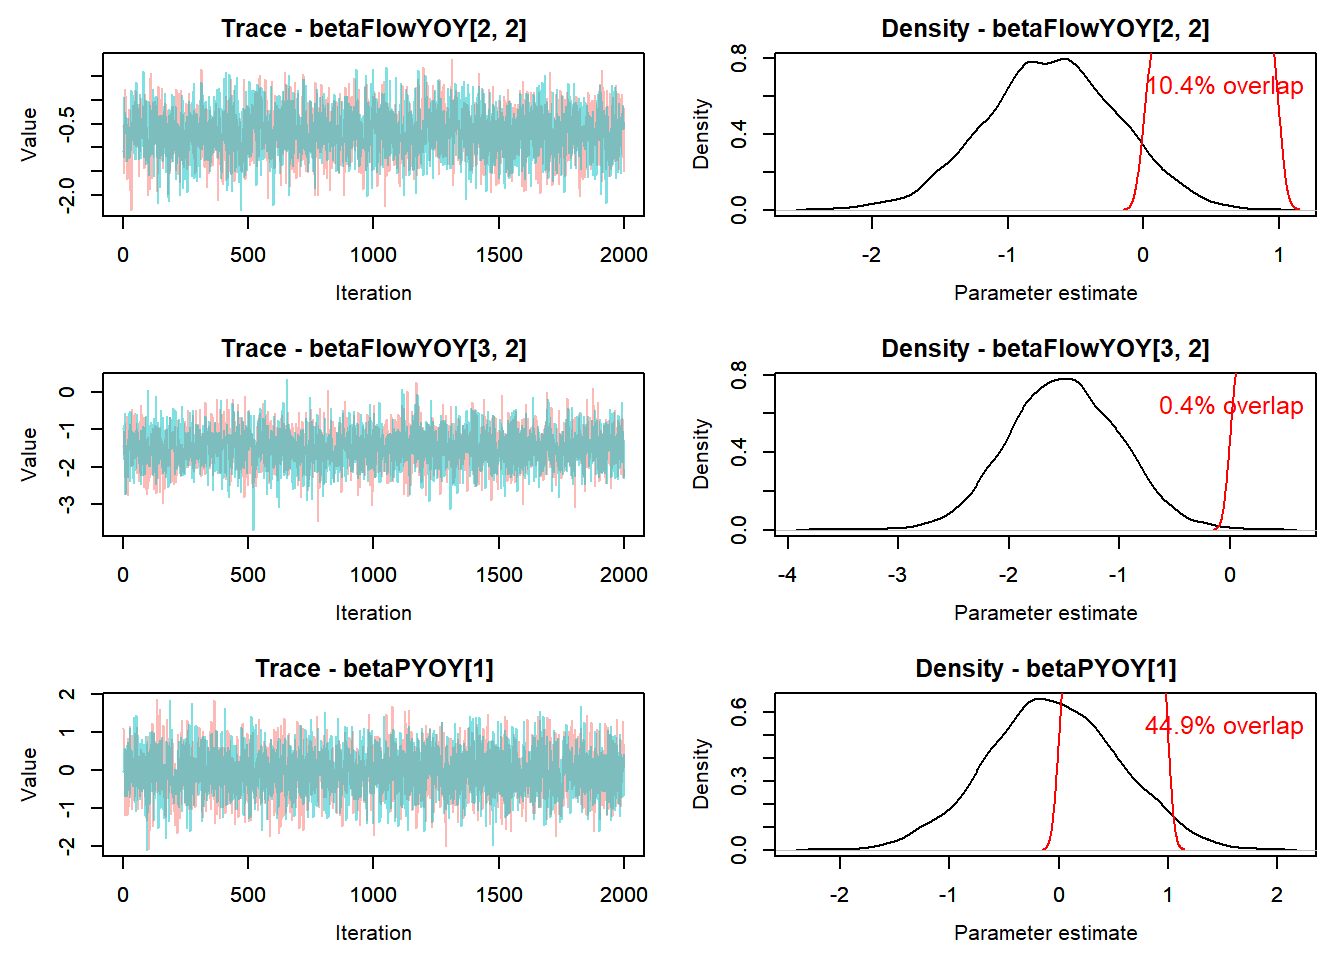 Trace - betaFlowYOY[2, 2]
Value
-0.5
-2.0
0 500 1000 1500 2000
Iteration
Density - betaFlowYOY[2, 2]
Density
0.8
0.4
0.0
10.4% overlap
-2 -1 0 1
Parameter estimate
Trace - betaFlowYOY[3, 2]
Value
0
-1
-2
-3
0 500 1000 1500 2000
Iteration
Density - betaFlowYOY[3, 2]
Density
0.8
0.4
0.0
0.4% overlap
-4 -3 -2 -1 0
Parameter estimate
Trace - betaPYOY[1]
Value
2
1
0
-1
-2
0 500 1000 1500 2000
Iteration
Density - betaPYOY[1]
Density
0.6
0.3
0.0
44.9% overlap
-2 -1 0 1 2
Parameter estimate